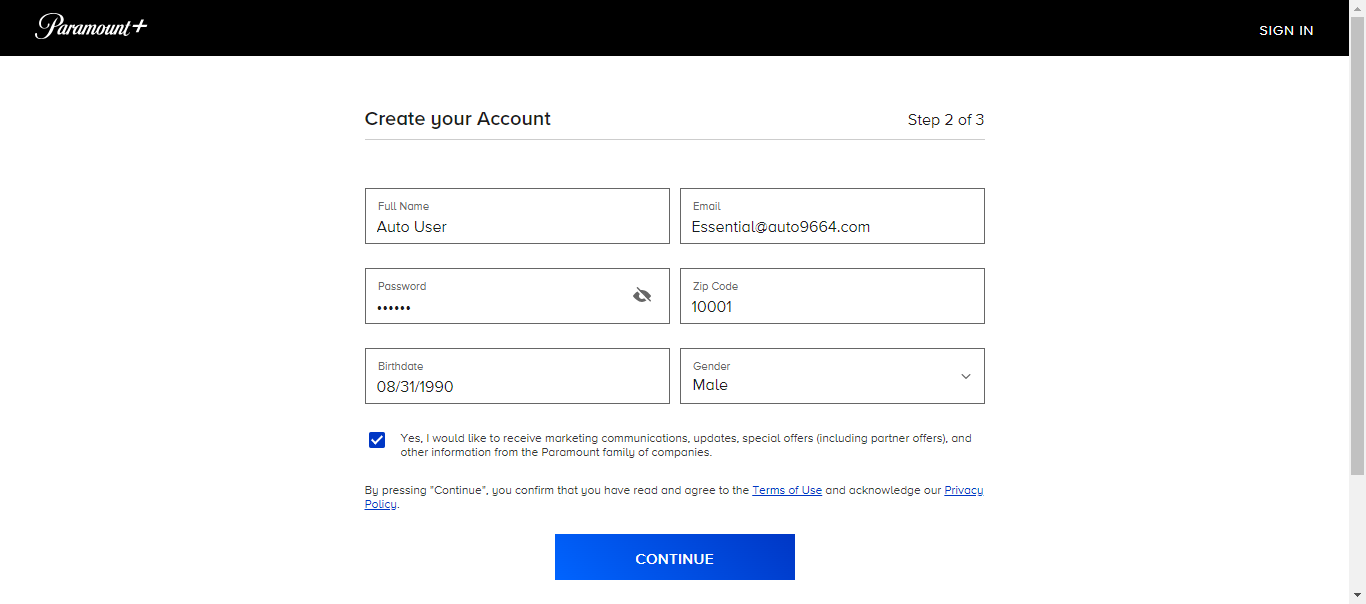 Paramount+
SIGN IN
Create your Account
Step 2 of 3
Full Name
Auto User
Email
Essential@auto9664.com
Password
••••••
Zip Code
10001
Birthdate
08/31/1990
Gender
Male
Yes, I would like to receive marketing communications, updates, special offers (including partner offers), and
other information from the Paramount family of companies.
By pressing "Continue", you confirm that you have read and agree to the Terms of Use and acknowledge our Privacy
Policy.
CONTINUE